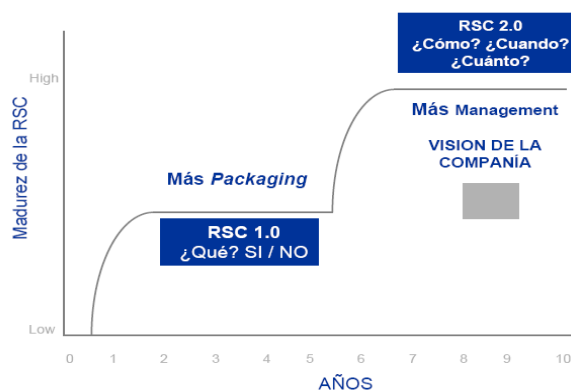 RSC 2.0
¿Cómo? ¿Cuando?
¿Cuánto?
High
Más Management
VISION DE LA
COMPAÑÍA
Madurez de la RSC
Más Packaging
RSC 1.0
¿Qué? SI / NO
Low
0 1 2 3 4 5 6 7 8 9 10
AÑOS